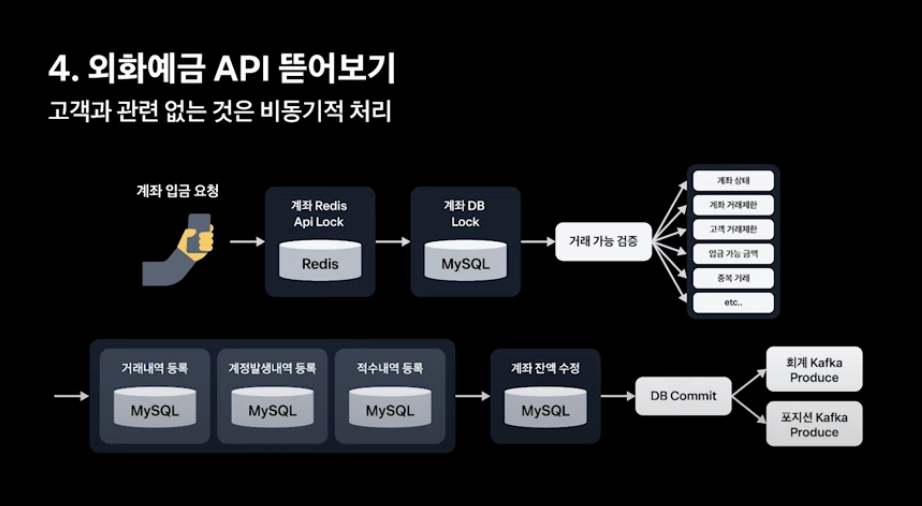 4. 외화예금 API 뜯어보기
고객과 관련 없는 것은 비동기적 처리
계좌 입금 요청
계좌 Redis
Api Lock
Redis
계좌 DB
Lock
MySQL
거래 가능 검증
계좌 상태
계좌 거래제한
고객 거래제한
입금 가능 금액
중복 거래
etc..
거래내역 등록
MySQL
계정발생내역 등록
MySQL
적수내역 등록
MySQL
계좌 잔액 수정
MySQL
DB Commit
회계 Kafka
Produce
포지션 Kafka
Produce